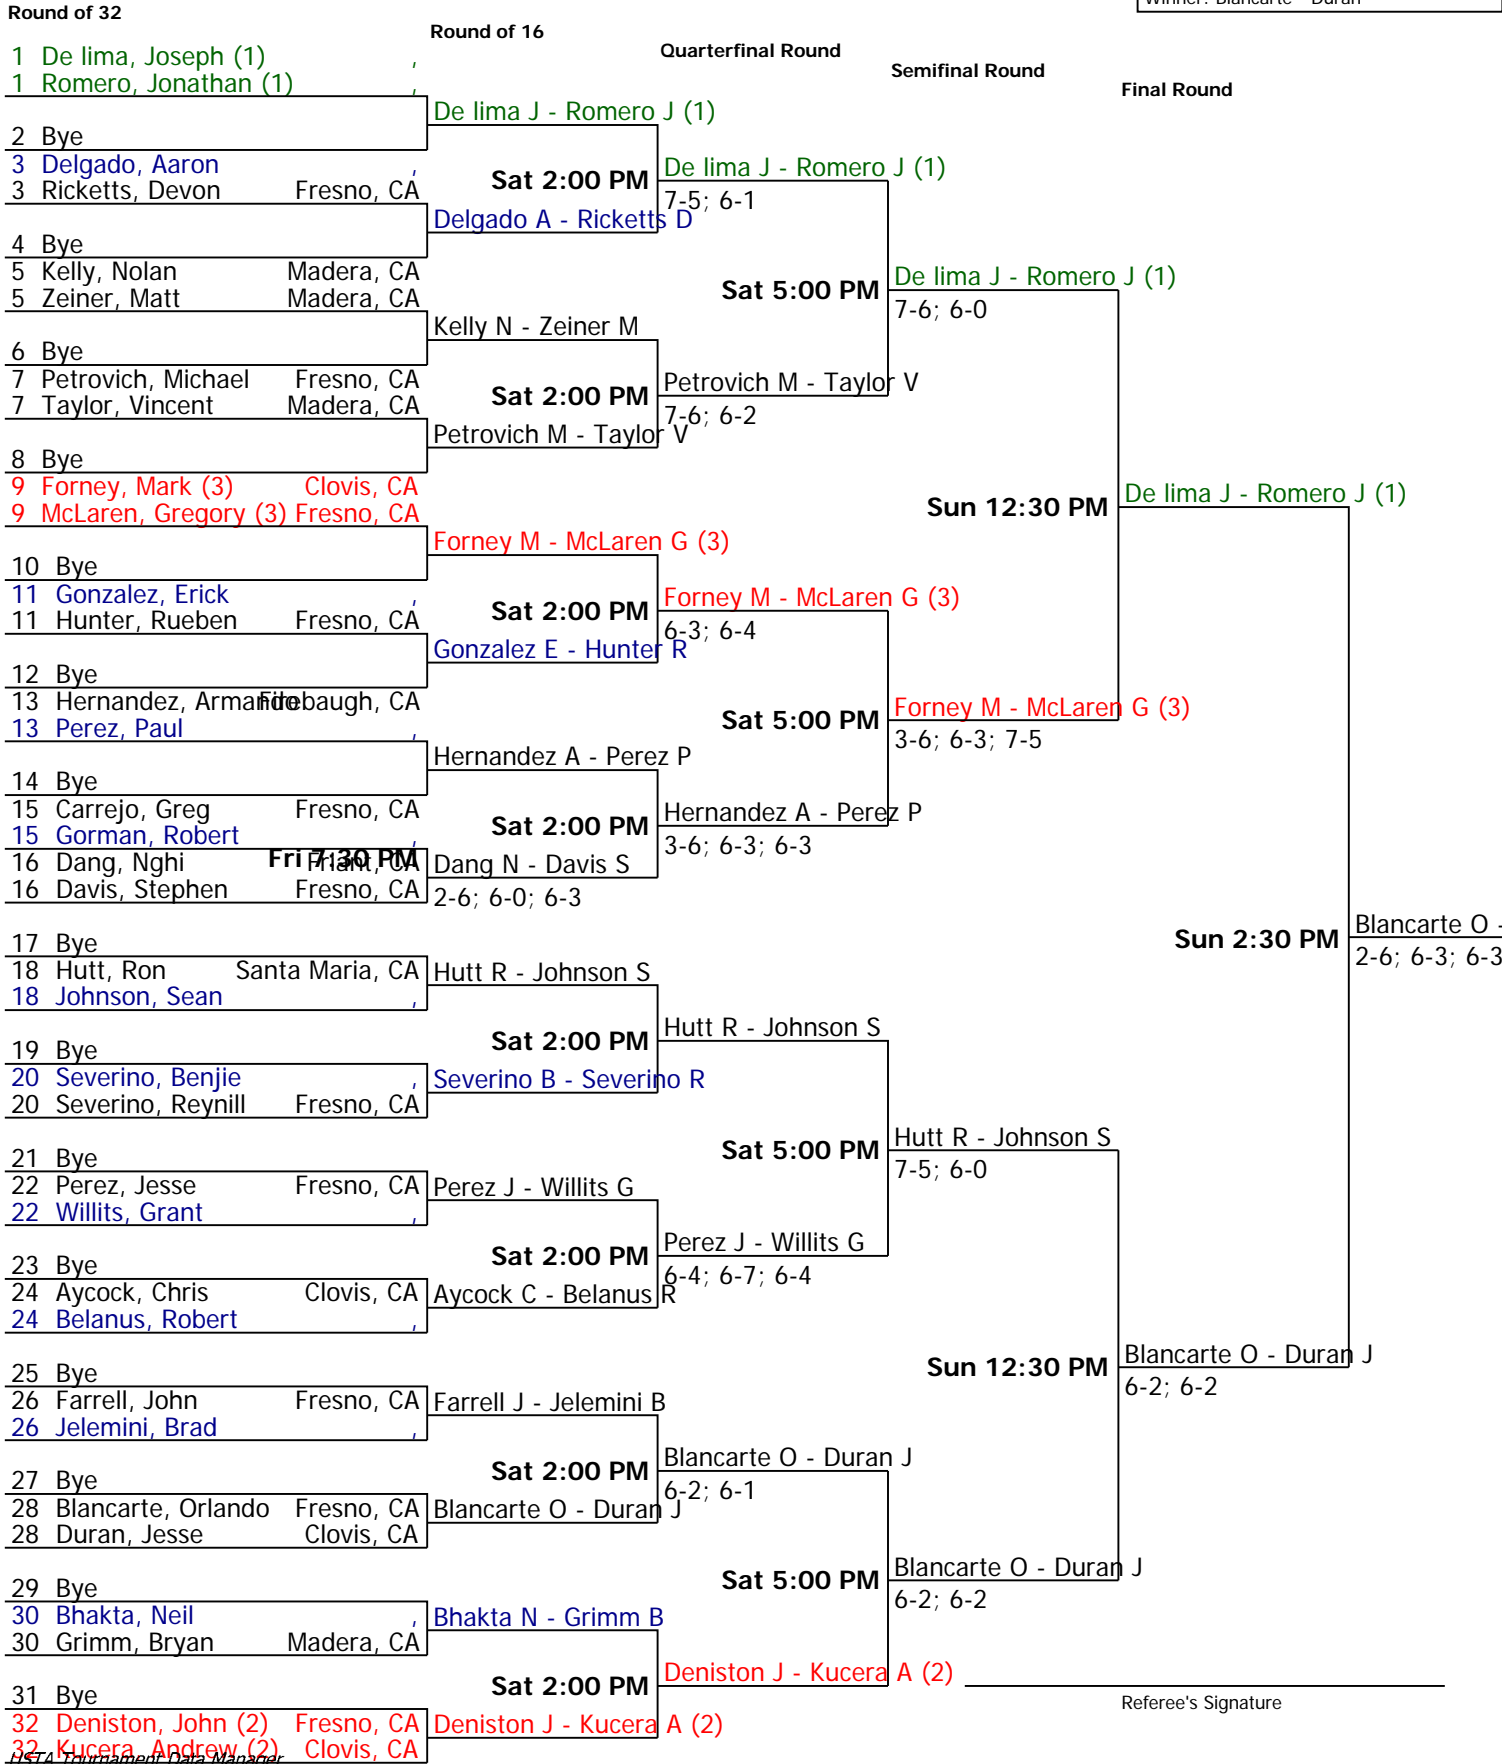 Winner: Blancarte - Duran
Round of 32
Round of 16
Quarterfinal Round
Semifinal Round
Final Round
1 De lima, Joseph (1) ,
1 Romero, Jonathan (1) ,
De lima J - Romero J (1)
2 Bye
3 Delgado, Aaron ,
Sat 2:00 PM
De lima J - Romero J (1)
3 Ricketts, Devon Fresno, CA
7-5; 6-1
Delgado A - Ricketts D
4 Bye
5 Kelly, Nolan Madera, CA
5 Zeiner, Matt Madera, CA
Sat 5:00 PM
De lima J - Romero J (1)
7-6; 6-0
Kelly N - Zeiner M
6 Bye
7 Petrovich, Michael Fresno, CA
Sat 2:00 PM
Petrovich M - Taylor V
7 Taylor, Vincent Madera, CA
7-6; 6-2
Petrovich M - Taylor V
8 Bye
9 Forney, Mark (3) Clovis, CA
9 McLaren, Gregory (3) Fresno, CA
Sun 12:30 PM
De lima J - Romero J (1)
Forney M - McLaren G (3)
10 Bye
11 Gonzalez, Erick ,
Sat 2:00 PM
Forney M - McLaren G (3)
11 Hunter, Rueben Fresno, CA
6-3; 6-4
Gonzalez E - Hunter R
12 Bye
13 Hernandez, Armando Firebaugh, CA
13 Perez, Paul ,
Sat 5:00 PM
Forney M - McLaren G (3)
3-6; 6-3; 7-5
Hernandez A - Perez P
14 Bye
15 Carrejo, Greg Fresno, CA
Sat 2:00 PM
Hernandez A - Perez P
15 Gorman, Robert ,
3-6; 6-3; 6-3
Fri 7:30 PM
16 Dang, Nghi Friant, CA
Dang N - Davis S
16 Davis, Stephen Fresno, CA
2-6; 6-0; 6-3
Sun 2:30 PM
Blancarte O -
2-6; 6-3; 6-3
17 Bye
18 Hutt, Ron Santa Maria, CA
Hutt R - Johnson S
18 Johnson, Sean ,
Sat 2:00 PM
Hutt R - Johnson S
19 Bye
20 Severino, Benjie ,
Severino B - Severino R
20 Severino, Reynill Fresno, CA
Sat 5:00 PM
Hutt R - Johnson S
7-5; 6-0
21 Bye
22 Perez, Jesse Fresno, CA
Perez J - Willits G
22 Willits, Grant ,
Sat 2:00 PM
Perez J - Willits G
6-4; 6-7; 6-4
23 Bye
24 Aycock, Chris Clovis, CA
Aycock C - Belanus R
24 Belanus, Robert ,
Sun 12:30 PM
Blancarte O - Duran J
6-2; 6-2
25 Bye
26 Farrell, John Fresno, CA
Farrell J - Jelemini B
26 Jelemini, Brad ,
Sat 2:00 PM
Blancarte O - Duran J
6-2; 6-1
27 Bye
28 Blancarte, Orlando Fresno, CA
Blancarte O - Duran J
28 Duran, Jesse Clovis, CA
Sat 5:00 PM
Blancarte O - Duran J
6-2; 6-2
29 Bye
30 Bhakta, Neil ,
Bhakta N - Grimm B
30 Grimm, Bryan Madera, CA
Sat 2:00 PM
Deniston J - Kucera A (2)
31 Bye
Referee's Signature
32 Deniston, John (2) Fresno, CA
Deniston J - Kucera A (2)
32 Kucera, Andrew (2) Clovis, CA
USTA Tournament Data Manager